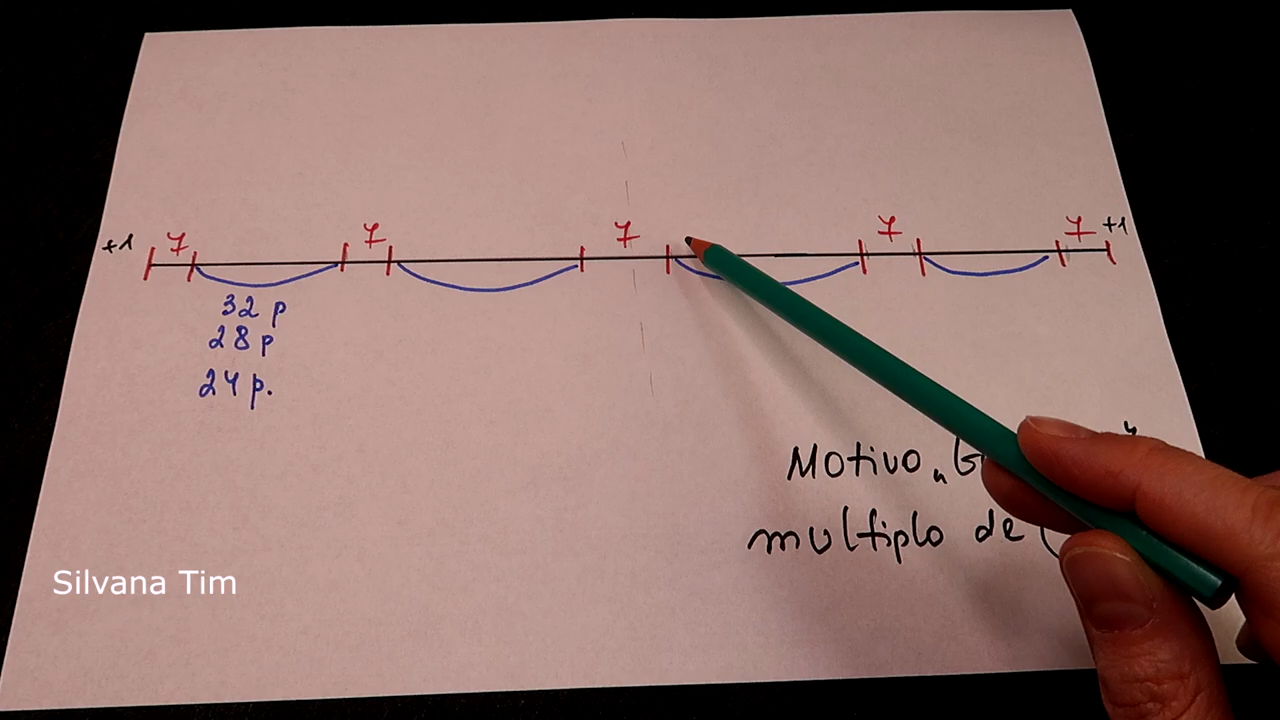 +1 7 7 7 7 7 +1
32 p
28 p
24 p.
Motivo „
multiplo de (
Silvana Tim